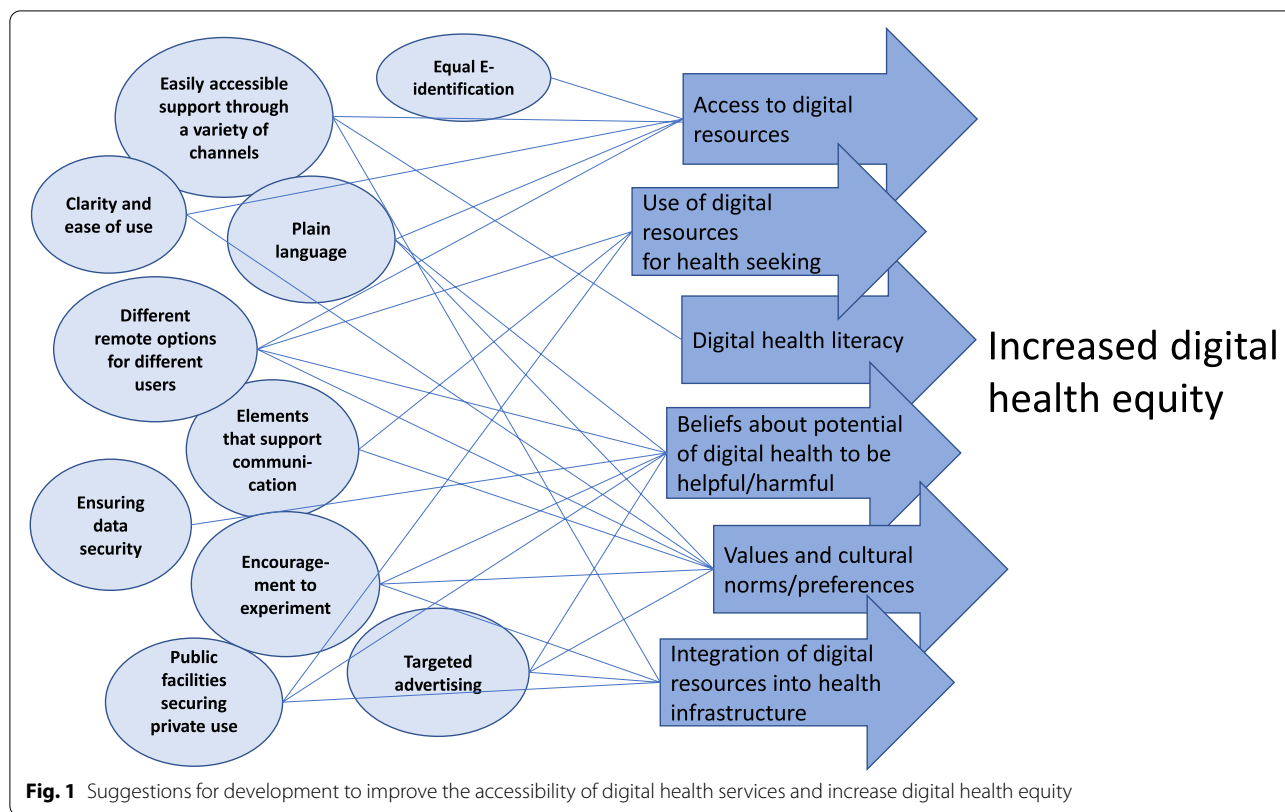 Easily accessible
support through
a variety of
channels
Equal E-
identification
Clarity and
ease of use
Plain
language
Different
remote options
for different
users
Elements
that support
communi-
cation
Ensuring
data
security
Encourage-
ment to
experiment
Public
facilities
securing
private use
Targeted
advertising
Access to digital
resources
Use of digital
resources
for health seeking
Digital health literacy
Beliefs about potential
of digital health to be
helpful/harmful
Values and cultural
norms/preferences
Integration of digital
resources into health
infrastructure
Increased digital
health equity
Fig. 1 Suggestions for development to improve the accessibility of digital health services and increase digital health equity